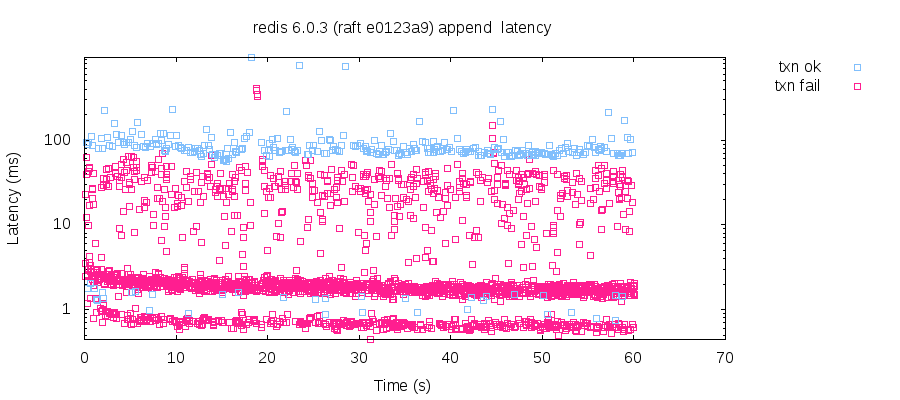 redis 6.0.3 (raft e0123a9) append  latency
txn ok
txn fail
Latency (ms)
100
10
1
0 10 20 30 40 50 60 70
Time (s)